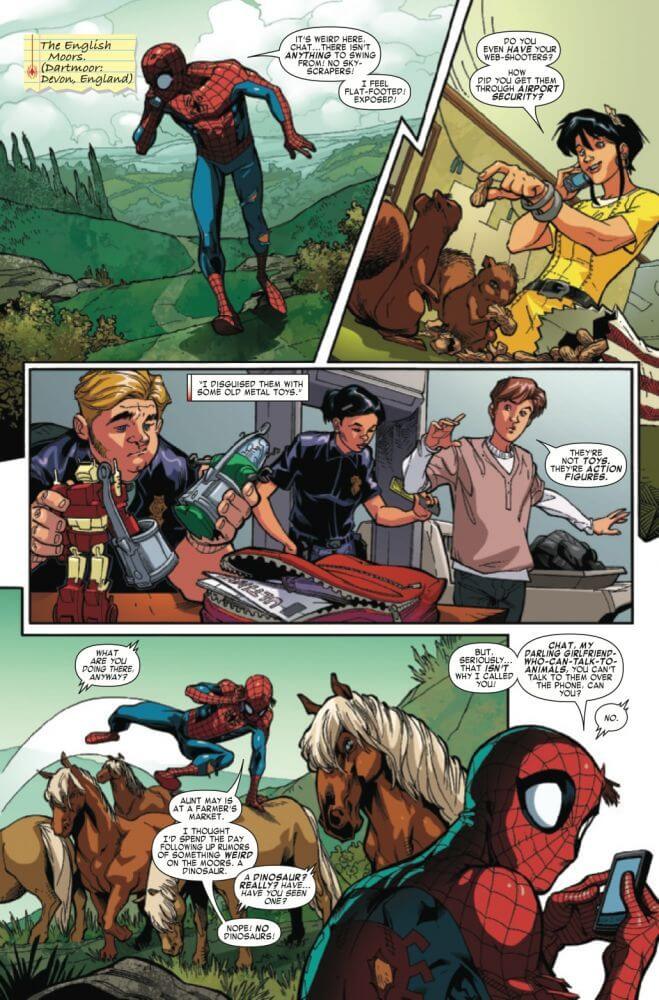 The English
Moors.
(Dartmoor:
Devon, England)
IT'S WEIRD HERE,
CHAT...THERE ISN'T
ANYTHING TO SWING
FROM! NO SKY-
SCRAPERS!
I FEEL
FLAT-FOOTED!
EXPOSED!
DO YOU
EVEN HAVE YOUR
WEB-SHOOTERS?
HOW
DID YOU GET THEM
THROUGH AIRPORT
SECURITY?
"I DISGUISED THEM WITH
SOME OLD METAL TOYS."
THEY'RE
NOT TOYS.
THEY'RE ACTION
FIGURES.
WHAT
ARE YOU
DOING THERE,
ANYWAY?
AUNT MAY IS
AT A FARMER'S
MARKET.
I THOUGHT
I'D SPEND THE DAY
FOLLOWING UP RUMORS
OF SOMETHING WEIRD
ON THE MOORS. A
DINOSAUR.
A DINOSAUR?
REALLY? HAVE...
HAVE YOU SEEN
ONE?
NOPE! NO
DINOSAURS!
BUT,
SERIOUSLY...
THAT ISN'T
WHY I CALLED
YOU!
CHAT, MY
DARLING GIRLFRIEND-
WHO-CAN-TALK-TO-
ANIMALS, YOU CAN'T
TALK TO THEM OVER
THE PHONE, CAN
YOU?
NO.